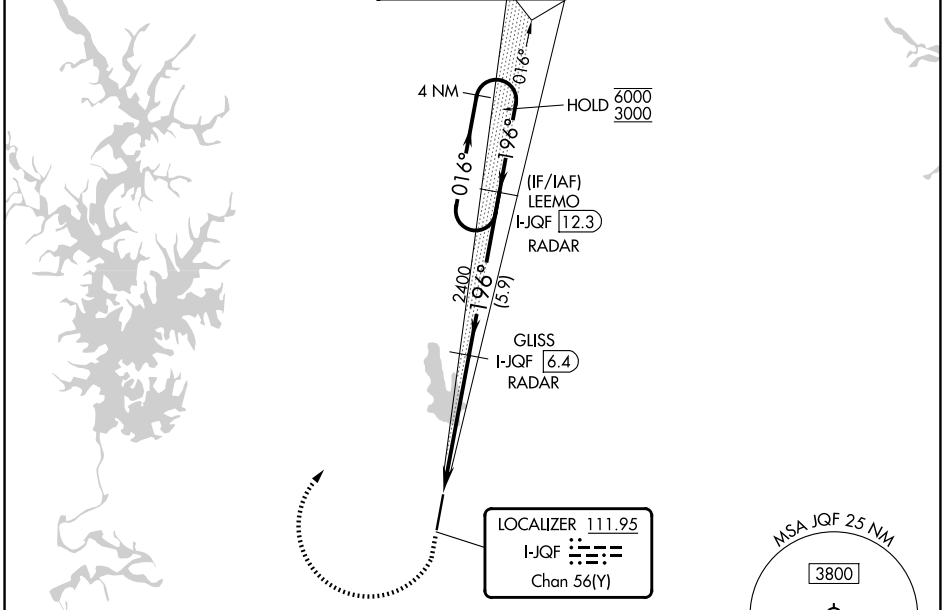 016°
4 NM
HOLD 6000
3000
196°
016°
(IF/IAF)
LEEMO
I-JQF 12.3
RADAR
2400
196°
(5.9)
GLISS
I-JQF 6.4
RADAR
LOCALIZER 111.95
I-JQF
Chan 56(Y)
MSA JQF 25 NM
3800